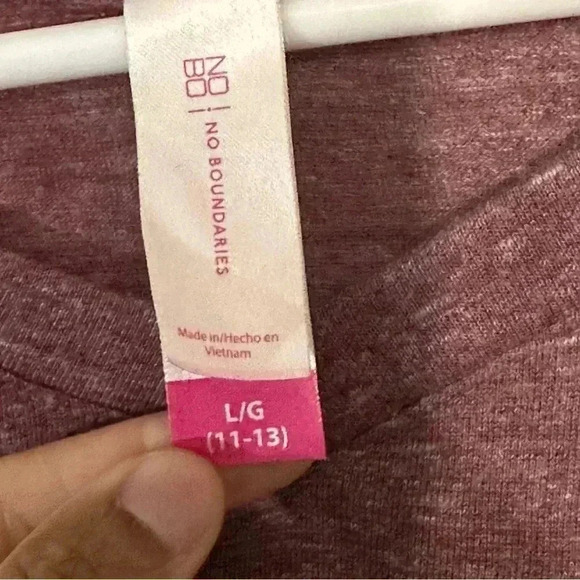 NO
BO
NO BOUNDARIES
Made in/Hecho en
Vietnam
L/G
(11-13)